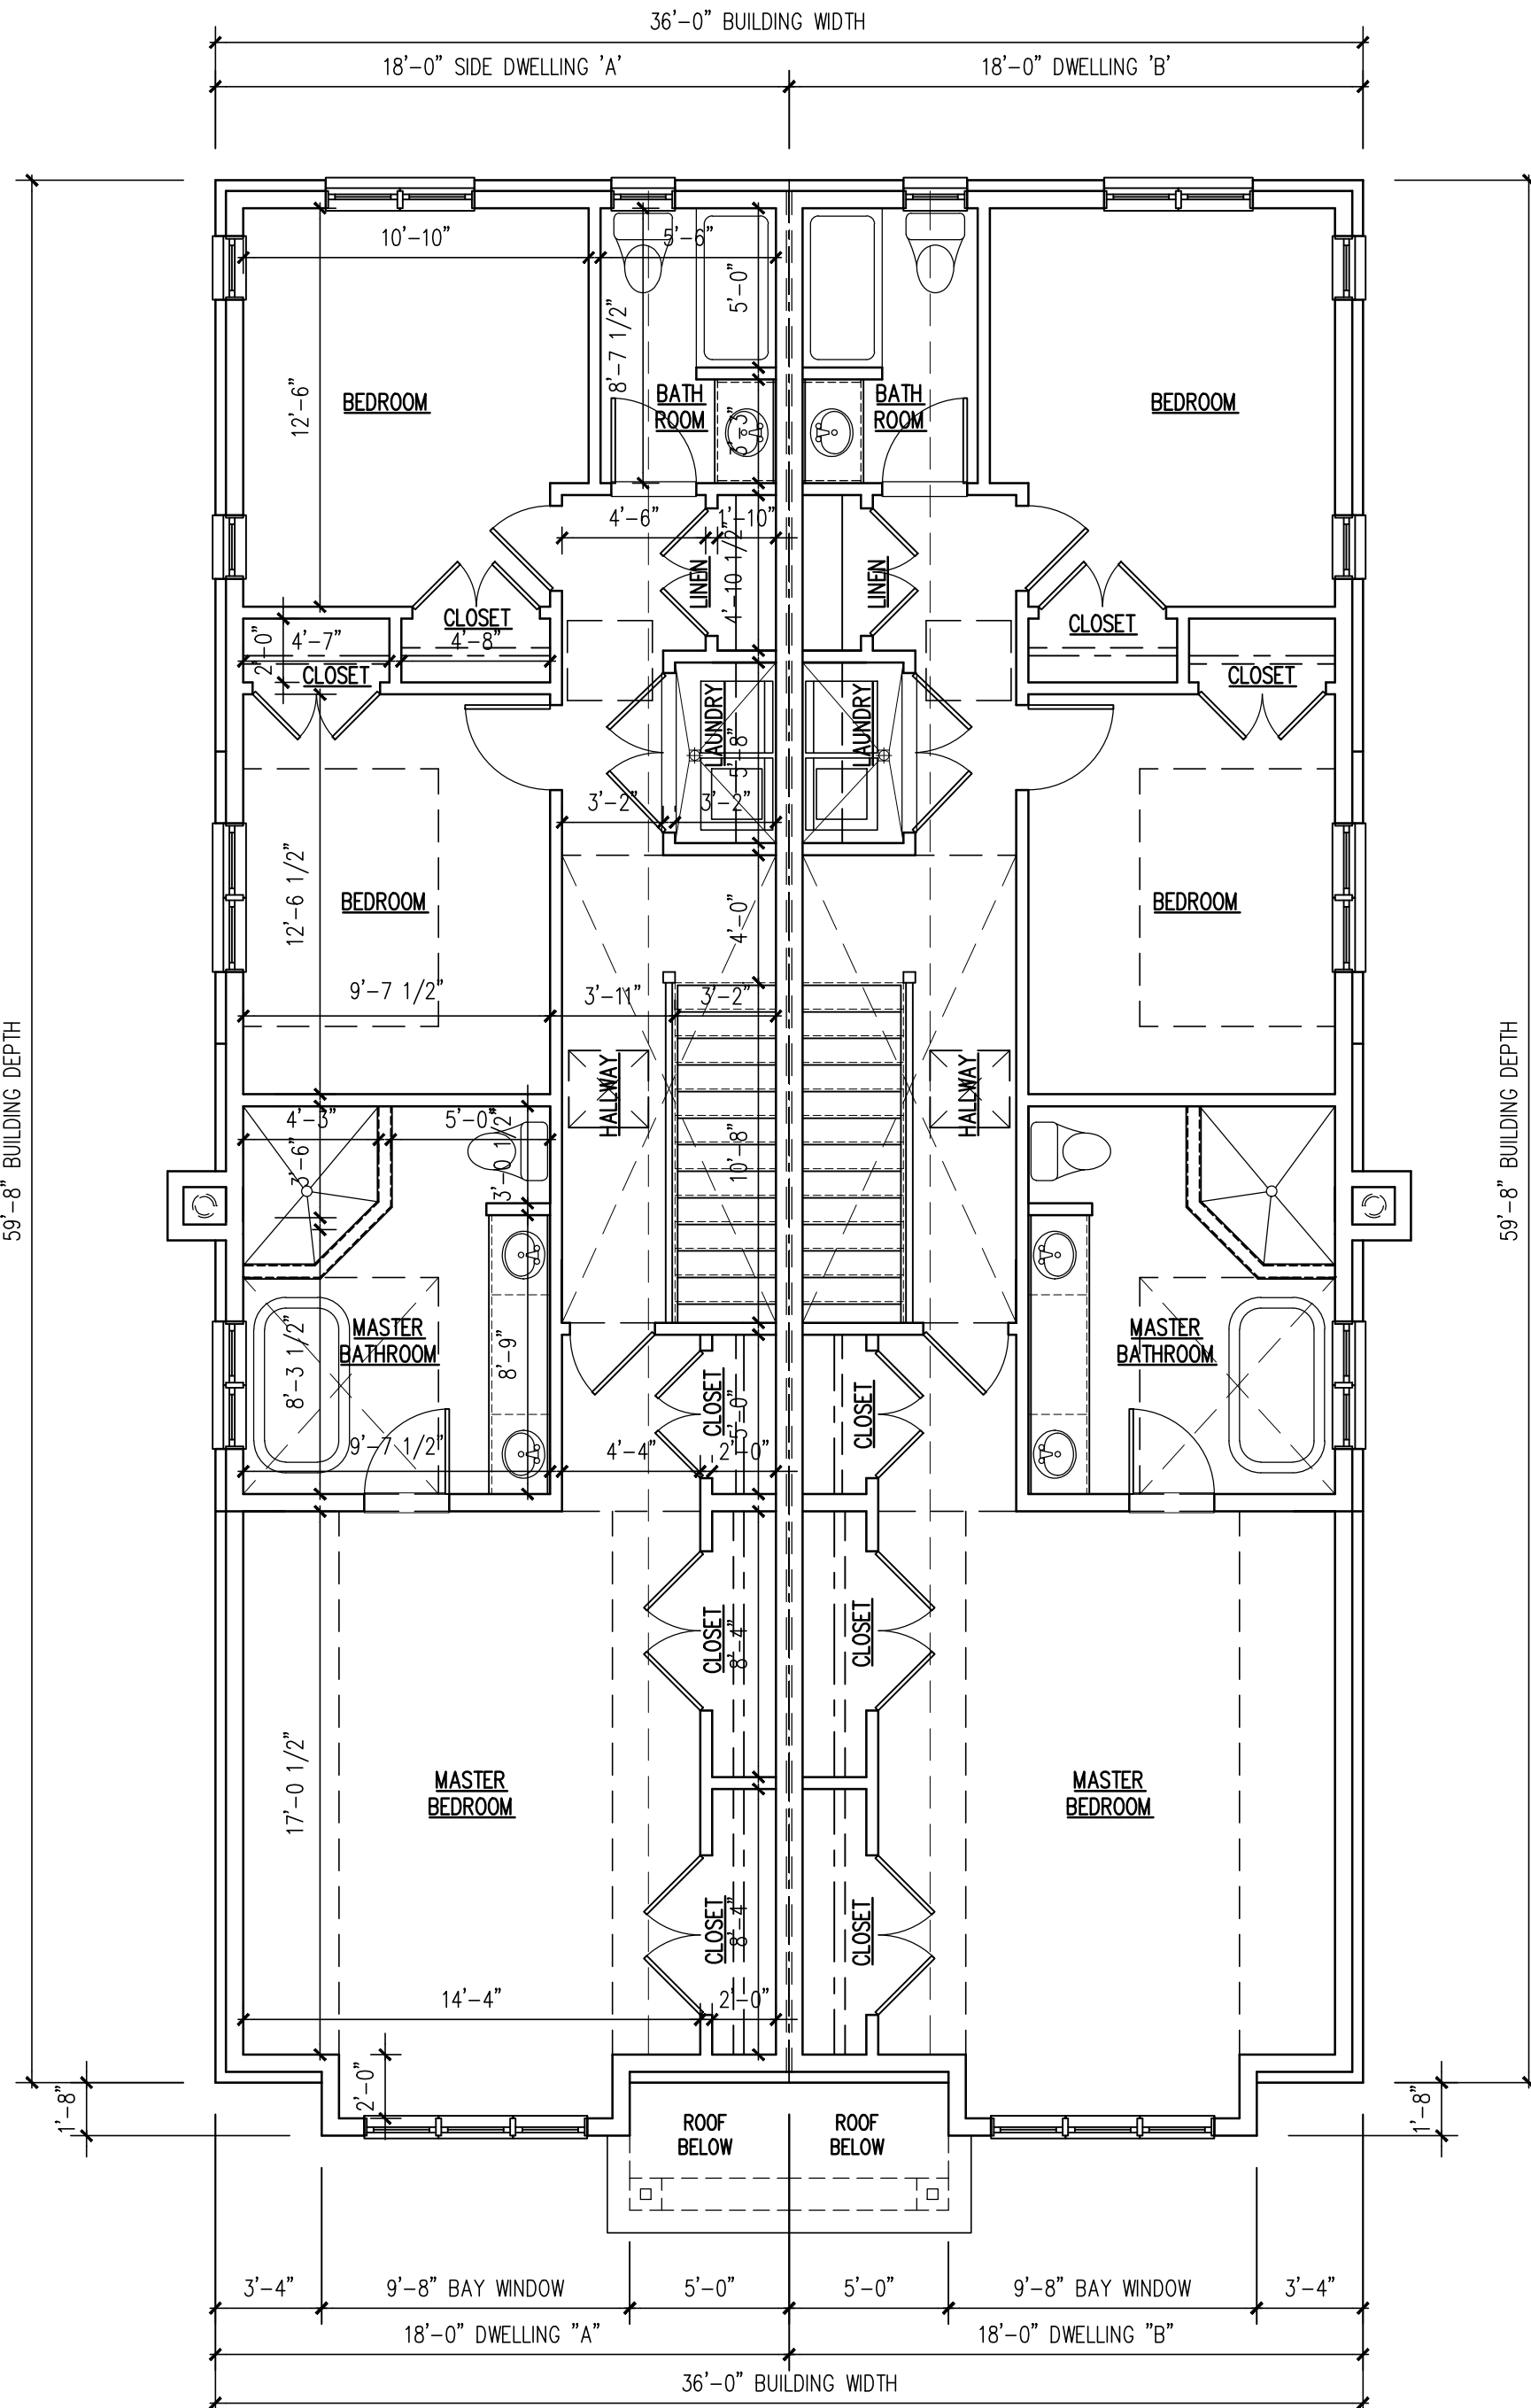 36'-0" BUILDING WIDTH
18'-0" SIDE DWELLING 'A'
18'-0" DWELLING 'B'
10'-10"
5'-6"
5'-0"
8'-7 1/2"
12'-6"
BEDROOM
BATH
ROOM
BATH
ROOM
BEDROOM
4'-6"
1'-10"
4'-10 1/2"
LINEN
LINEN
CLOSET
4'-7"
4'-8"
2'-0"
CLOSET
CLOSET
CLOSET
LAUNDRY
5'-8"
LAUNDRY
3'-2"
3'-2"
12'-6 1/2"
BEDROOM
BEDROOM
4'-0"
9'-7 1/2"
3'-11"
3'-2"
59'-8" BUILDING DEPTH
59'-8" BUILDING DEPTH
HALLWAY
HALLWAY
4'-3"
5'-0"
3'-6"
3'-0 1/2"
10'-8"
MASTER
BATHROOM
MASTER
BATHROOM
8'-3 1/2"
8'-9"
CLOSET
5'-0"
CLOSET
9'-7 1/2"
4'-4"
2'-0"
CLOSET
8'-4"
CLOSET
17'-0 1/2"
MASTER
BEDROOM
MASTER
BEDROOM
CLOSET
8'-4"
CLOSET
14'-4"
2'-0"
2'-0"
1'-8"
1'-8"
ROOF
BELOW
ROOF
BELOW
3'-4"
9'-8" BAY WINDOW
5'-0"
5'-0"
9'-8" BAY WINDOW
3'-4"
18'-0" DWELLING "A"
18'-0" DWELLING "B"
36'-0" BUILDING WIDTH